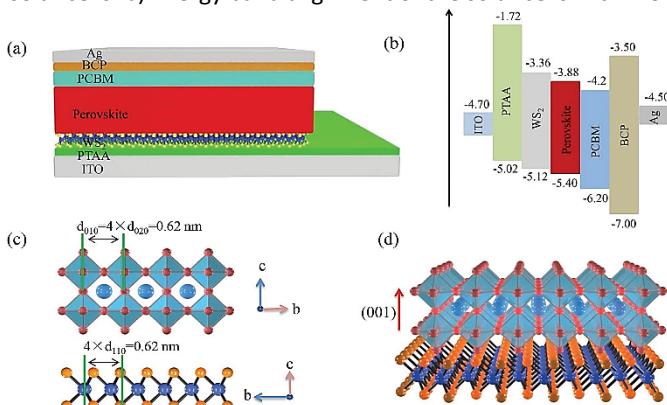 (a)
Ag
BCP
PCBM
Perovskite
WS2
PTAA
ITO
(b)
-1.72
-3.36
-3.50
-3.88
-4.2
-4.50
-4.70
ITO
PTAA
WS2
Perovskite
PCBM
BCP
Ag
-5.02
-5.12
-5.40
-6.20
-7.00
(c)
d010=4×d020=0.62 nm
c
b
4×d110=0.62 nm
c
b
(d)
(001)